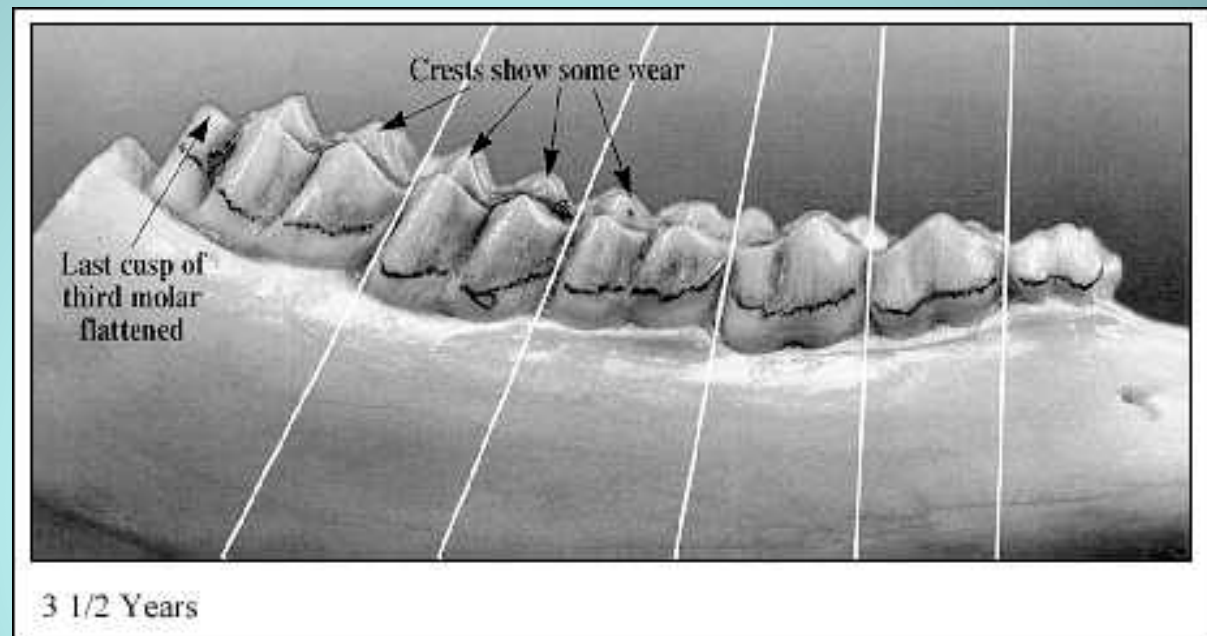 Crests show some wear
Last cusp of
third molar
flattened
3 1/2 Years